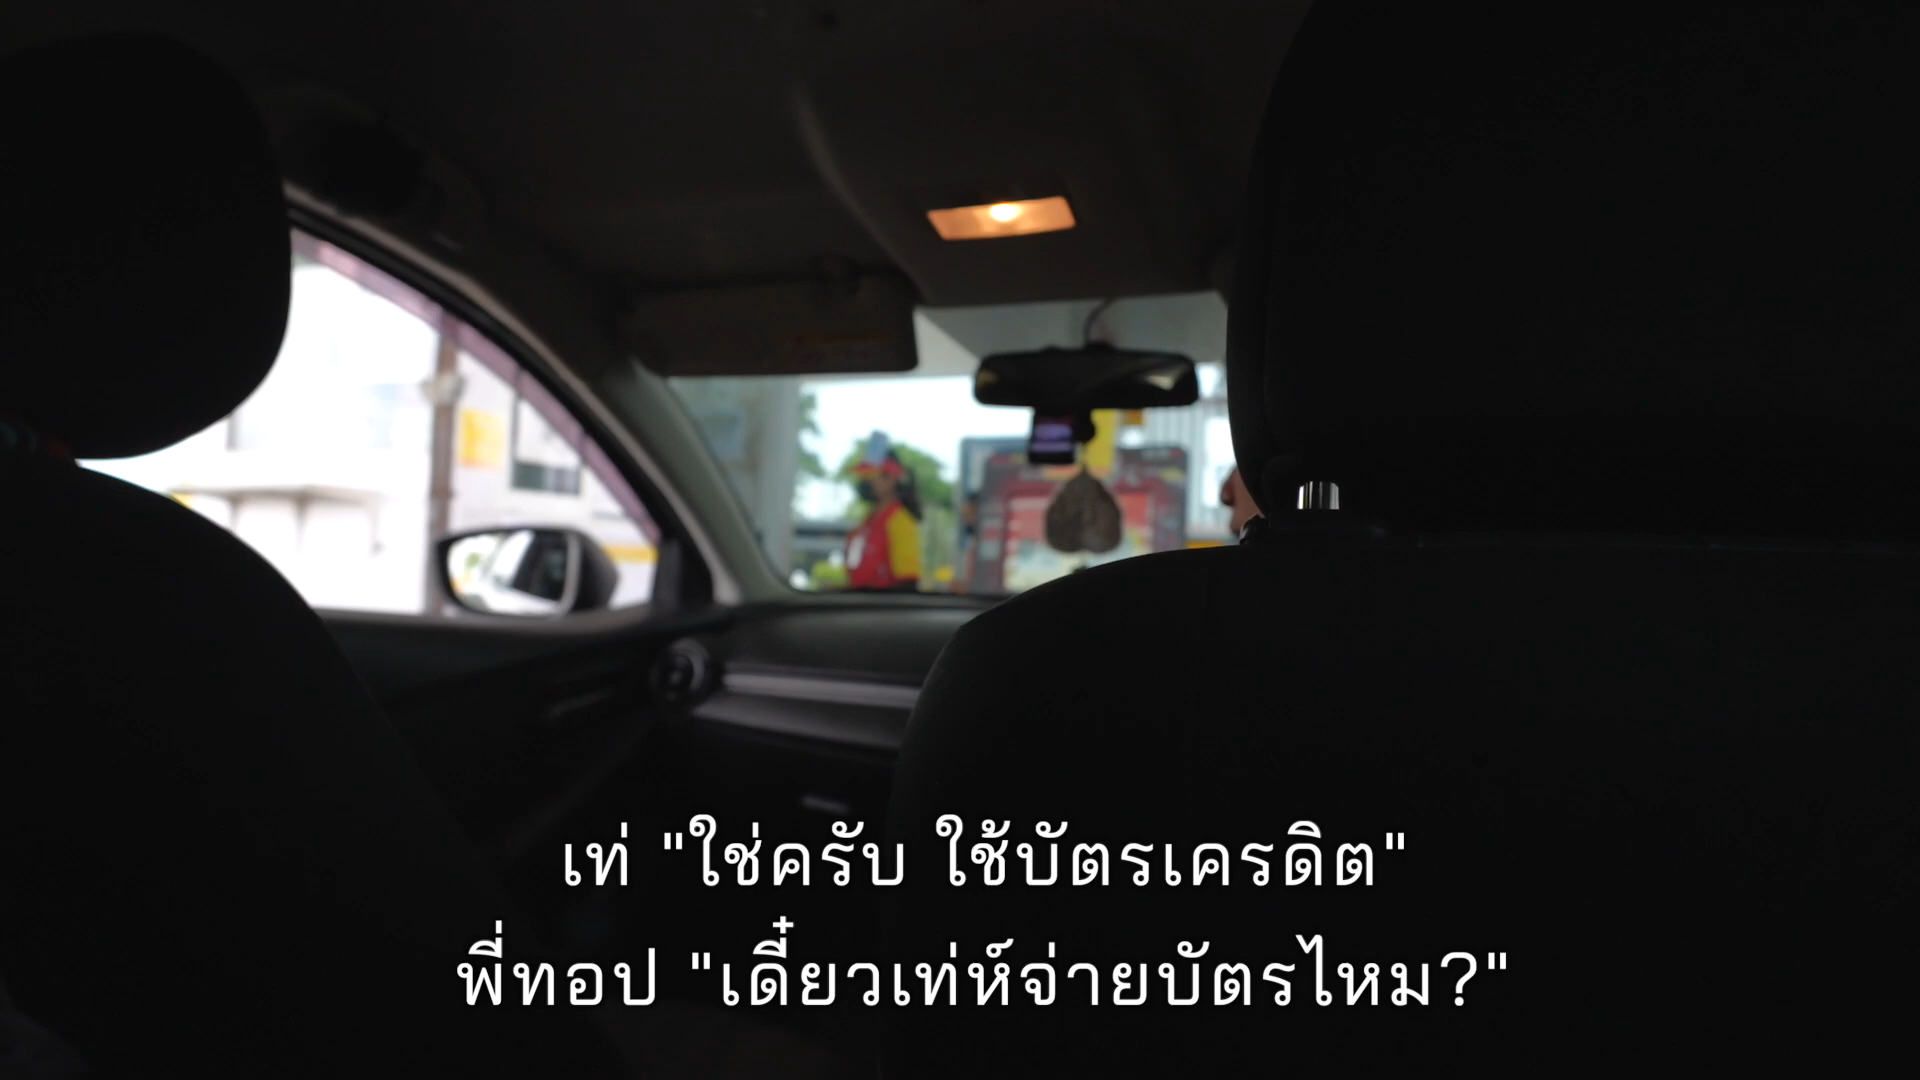 เท่ "ใช่ครับ ใช้บัตรเครดิต"
พี่ทอป "เดี๋ยวเท่ห์จ่ายบัตรไหม?"